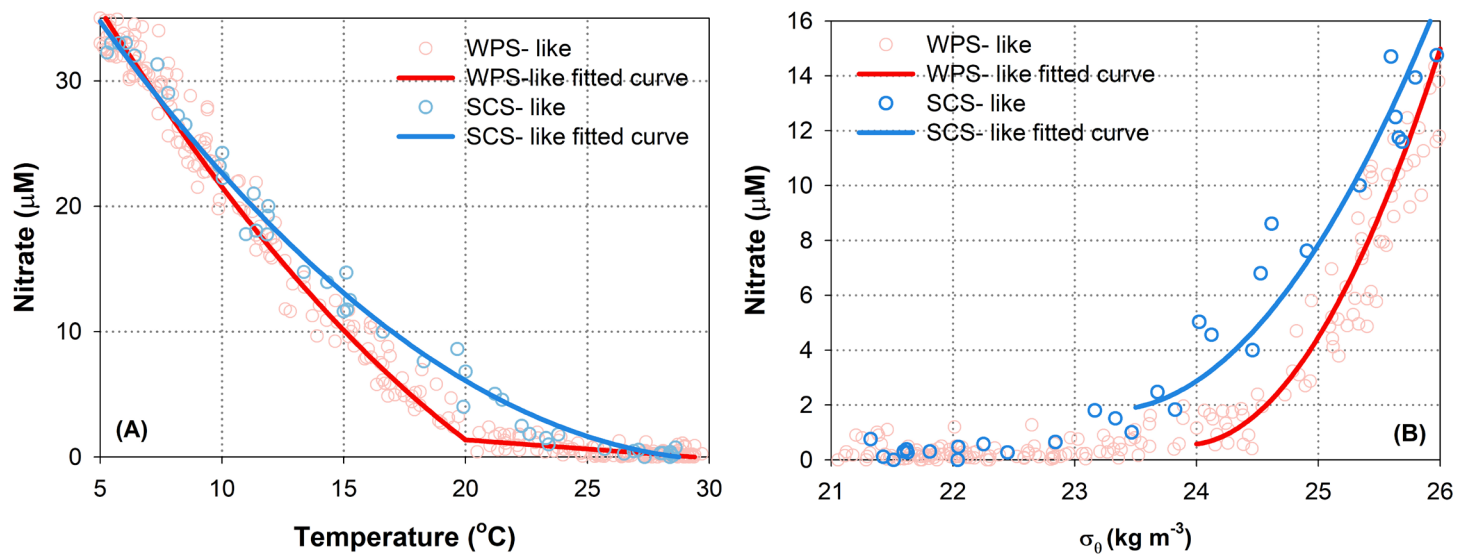 Nitrate (μM)
30
20
10
0
WPS- like
WPS-like fitted curve
SCS- like
SCS- like fitted curve
(A)
5 10 15 20 25 30
Temperature (°C)
Nitrate (μM)
16
14
12
10
8
6
4
2
0
WPS- like
WPS- like fitted curve
SCS- like
SCS- like fitted curve
(B)
21 22 23 24 25 26
σθ (kg m-3)